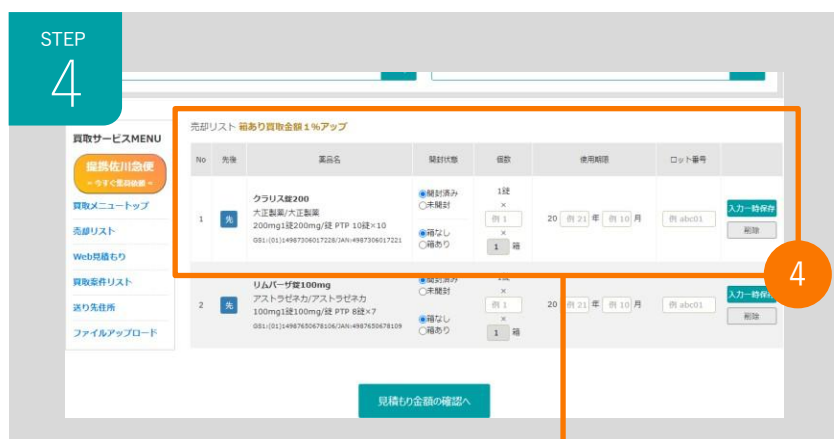 STEP
4
買取サービスMENU
提携佐川急便
買取メニュートップ
売却リスト
Web見積もり
買取案件リスト
送り先住所
ファイルアップロード
売却リスト 箱あり買取金額1%アップ
No 先後 薬品名 開封状態 個数 使用期限 ロット番号
1 先
クラリス錠200
大正製薬/大正製薬
200mg1錠200mg/錠 PTP 10錠×10
GS1:(01)14987306017228/JAN:4987306017221
開封済み
未開封
箱なし
箱あり
1錠
×
例 1
×
1 箱
20 例 21 年 例 10 月
例 abc01
入力一時保存
削除
4
2 先
リムパーザ錠100mg
アストラゼネカ/アストラゼネカ
100mg1錠100mg/錠 PTP 8錠×7
GS1:(01)14987650678106/JAN:4987650678109
開封済み
未開封
箱なし
箱あり
1錠
×
例 1
×
1 箱
20 例 21 年 例 10 月
例 abc01
入力一時保存
削除
見積もり金額の確認へ